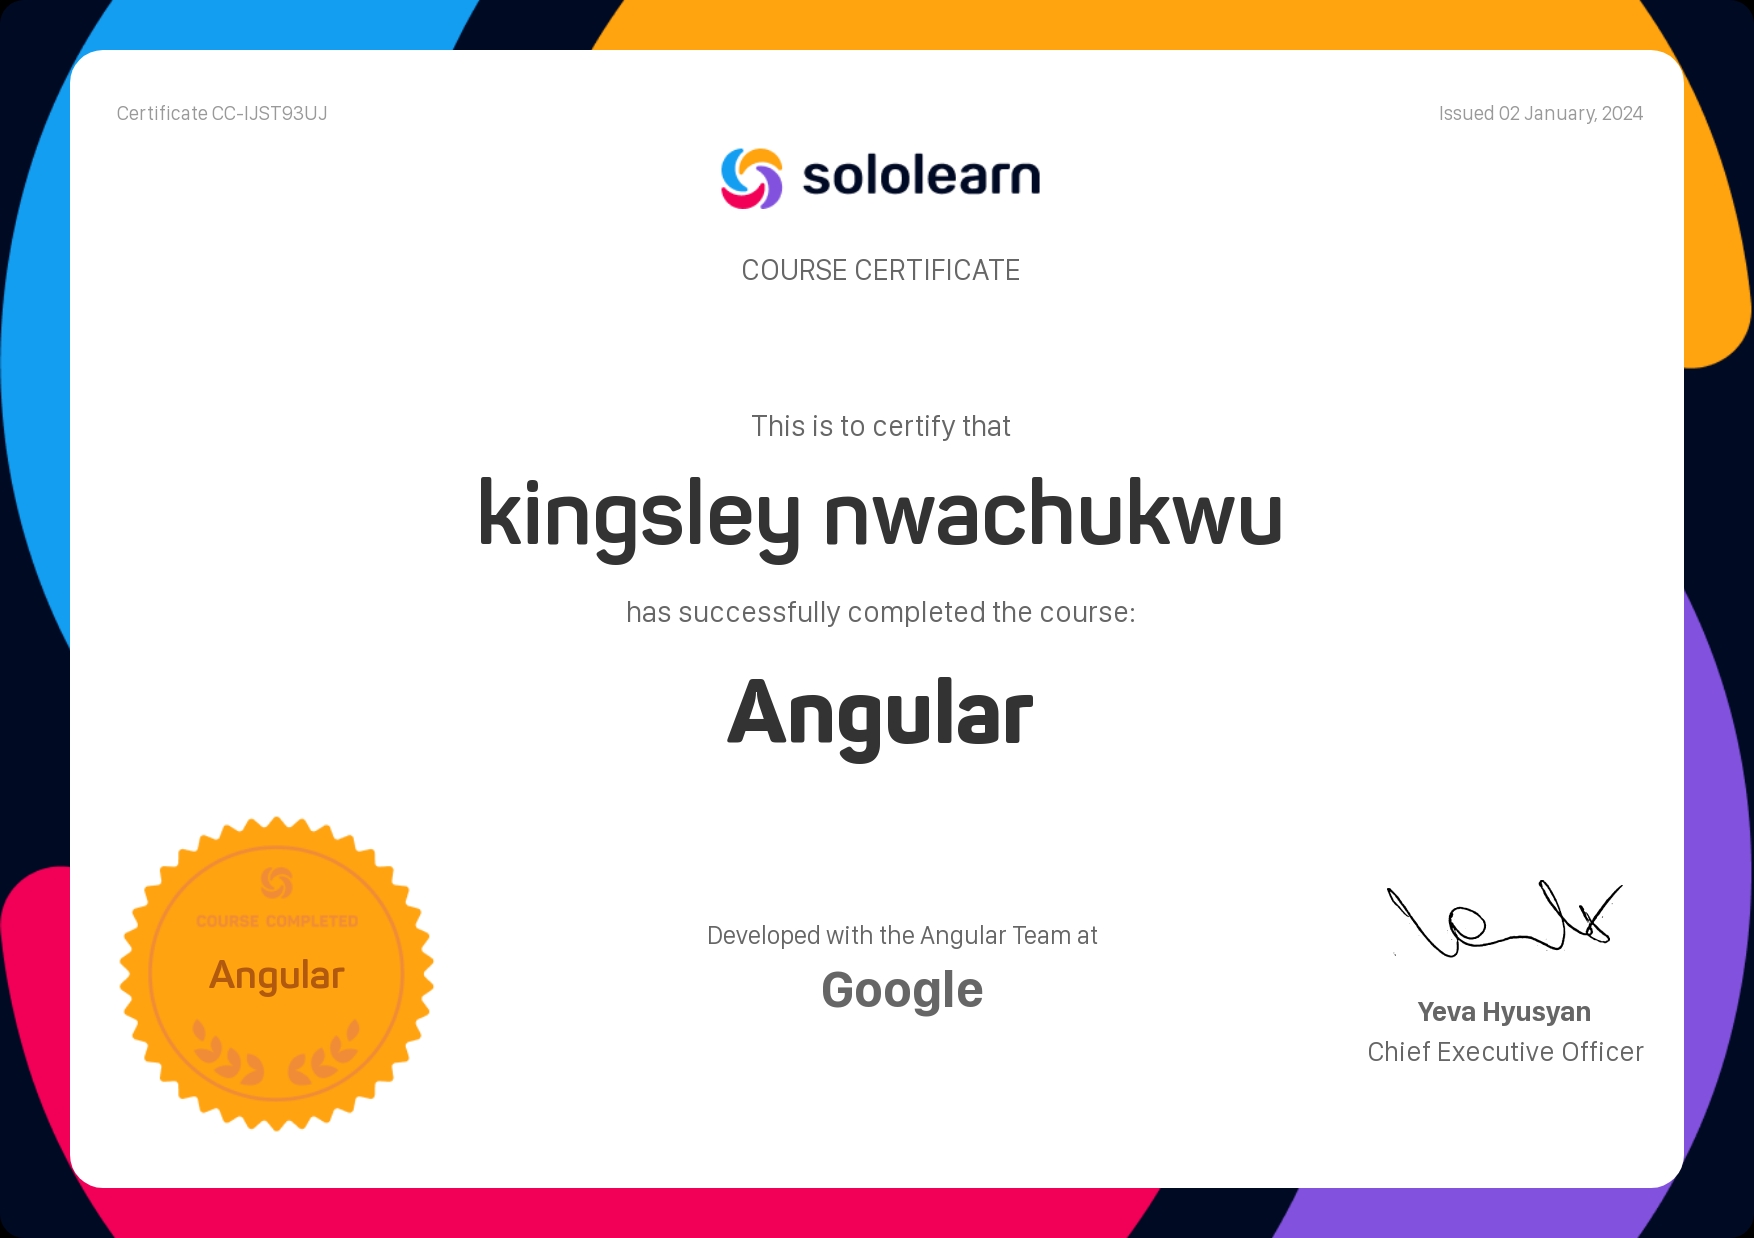 Certificate CC-IJST93UJ
Issued 02 January, 2024
sololearn
COURSE CERTIFICATE
This is to certify that
kingsley nwachukwu
has successfully completed the course:
Angular
COURSE COMPLETED
Angular
Developed with the Angular Team at
Google
Yeva Hyusyan
Chief Executive Officer